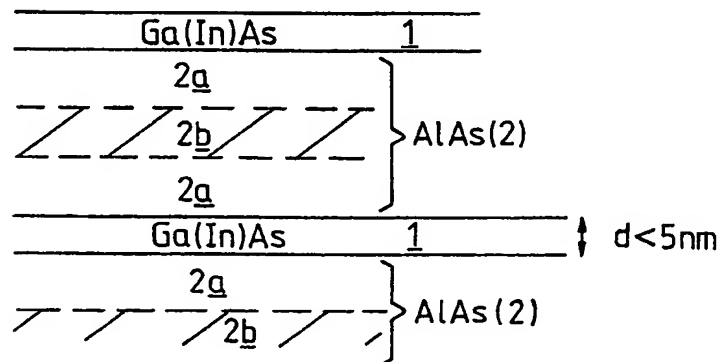 Ga(In)As 1
2a
2b
AlAs(2)
2a
Ga(In)As 1
d<5nm
2a
2b
AlAs(2)